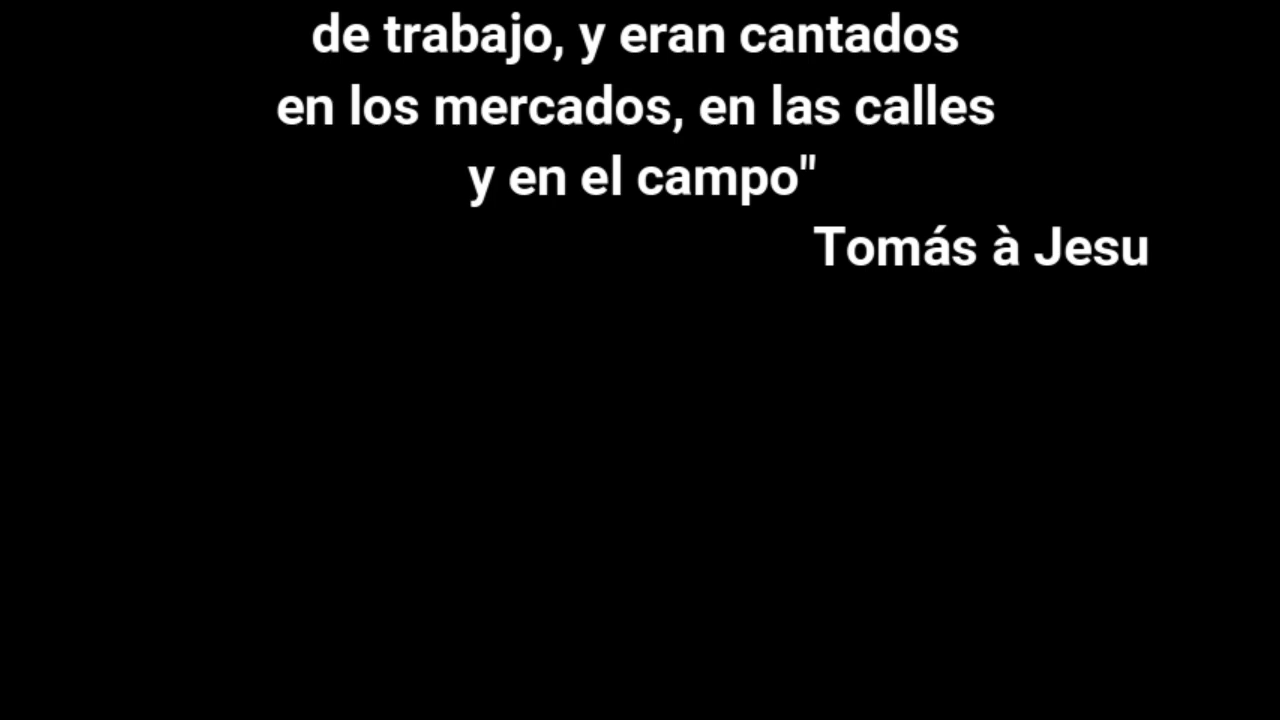 de trabajo, y eran cantados
en los mercados, en las calles
y en el campo"
Tomás à Jesu